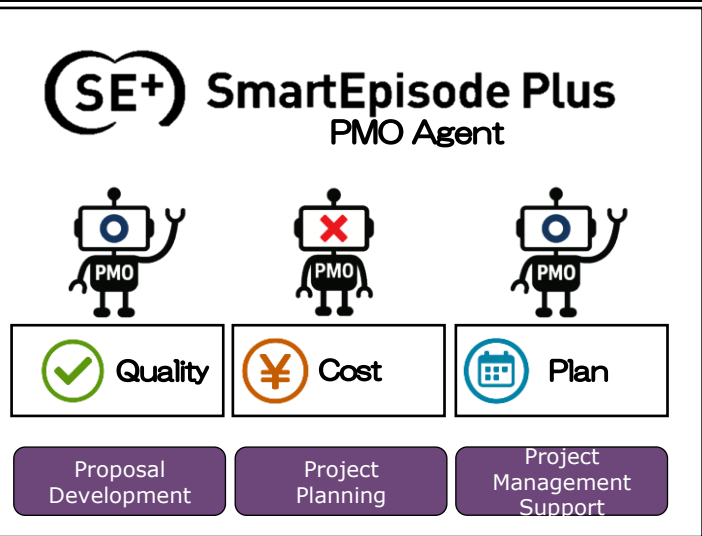 SE+ SmartEpisode Plus
PMO Agent
PMO PMO PMO
Quality ¥ Cost Plan
Proposal
Development
Project
Planning
Project
Management
Support